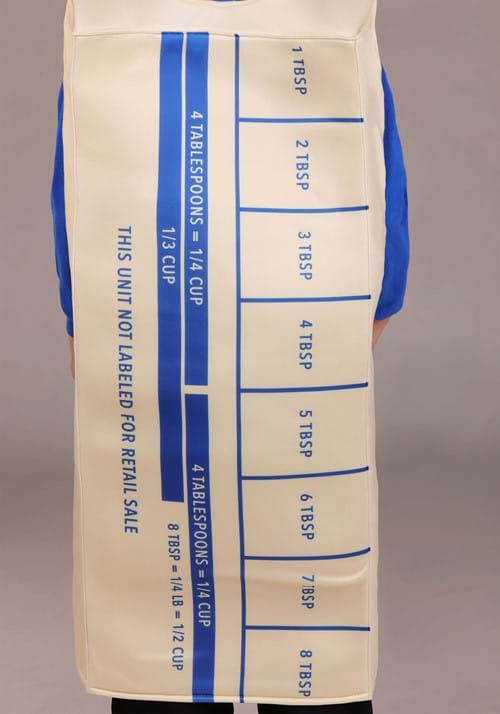 1 TBSP
2 TBSP
3 TBSP
4 TBSP
5 TBSP
6 TBSP
7 TBSP
8 TBSP
4 TABLESPOONS = 1/4 CUP
4 TABLESPOONS = 1/4 CUP
1/3 CUP
8 TBSP = 1/4 LB = 1/2 CUP
THIS UNIT NOT LABELED FOR RETAIL SALE